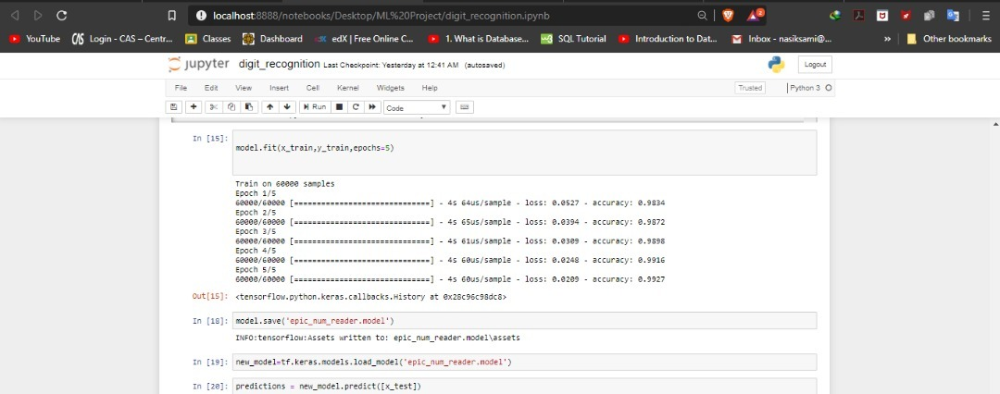 localhost:8888/notebooks/Desktop/ML%20Project/digit_recognition.ipynb
2
YouTube
CAS Login - CAS – Centr...
Classes
Dashboard
edX | Free Online C...
1. What is Database...
SQL Tutorial
Introduction to Dat...
Inbox - nasiksami@...
»
Other bookmarks
jupyter digit_recognition Last Checkpoint: Yesterday at 12:41 AM (autosaved)
Logout
File Edit View Insert Cell Kernel Widgets Help
Trusted | Python 3
Run Code
In [15]: model.fit(x_train,y_train,epochs=5)
Train on 60000 samples
Epoch 1/5
60000/60000 [==============================] - 4s 64us/sample - loss: 0.0527 - accuracy: 0.9834
Epoch 2/5
60000/60000 [==============================] - 4s 65us/sample - loss: 0.0394 - accuracy: 0.9872
Epoch 3/5
60000/60000 [==============================] - 4s 61us/sample - loss: 0.0309 - accuracy: 0.9898
Epoch 4/5
60000/60000 [==============================] - 4s 60us/sample - loss: 0.0248 - accuracy: 0.9916
Epoch 5/5
60000/60000 [==============================] - 4s 60us/sample - loss: 0.0209 - accuracy: 0.9927
Out[15]: <tensorflow.python.keras.callbacks.History at 0x28c96c98dc8>
In [18]: model.save('epic_num_reader.model')
INFO:tensorflow:Assets written to: epic_num_reader.model\assets
In [19]: new_model=tf.keras.models.load_model('epic_num_reader.model')
In [20]: predictions = new_model.predict([x_test])